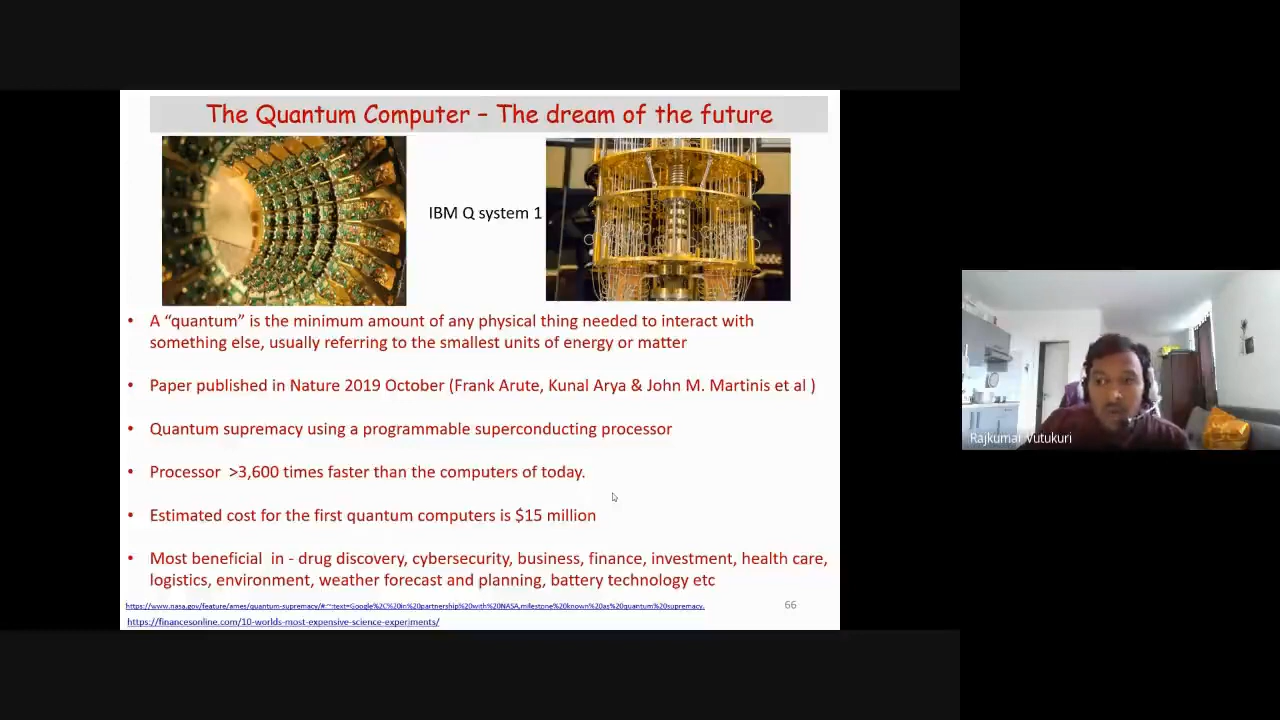 The Quantum Computer – The dream of the future
IBM Q system 1
• A “quantum” is the minimum amount of any physical thing needed to interact with
something else, usually referring to the smallest units of energy or matter
• Paper published in Nature 2019 October (Frank Arute, Kunal Arya & John M. Martinis et al )
• Quantum supremacy using a programmable superconducting processor
• Processor  >3,600 times faster than the computers of today.
• Estimated cost for the first quantum computers is $15 million
• Most beneficial  in - drug discovery, cybersecurity, business, finance, investment, health care,
logistics, environment, weather forecast and planning, battery technology etc
https://www.nasa.gov/feature/ames/quantum-supremacy/#:~:text=Google%2C%20in%20partnership%20with%20NASA,milestone%20known%20as%20quantum%20supremacy.
66
https://financesonline.com/10-worlds-most-expensive-science-experiments/
Rajkumar Vutukuri